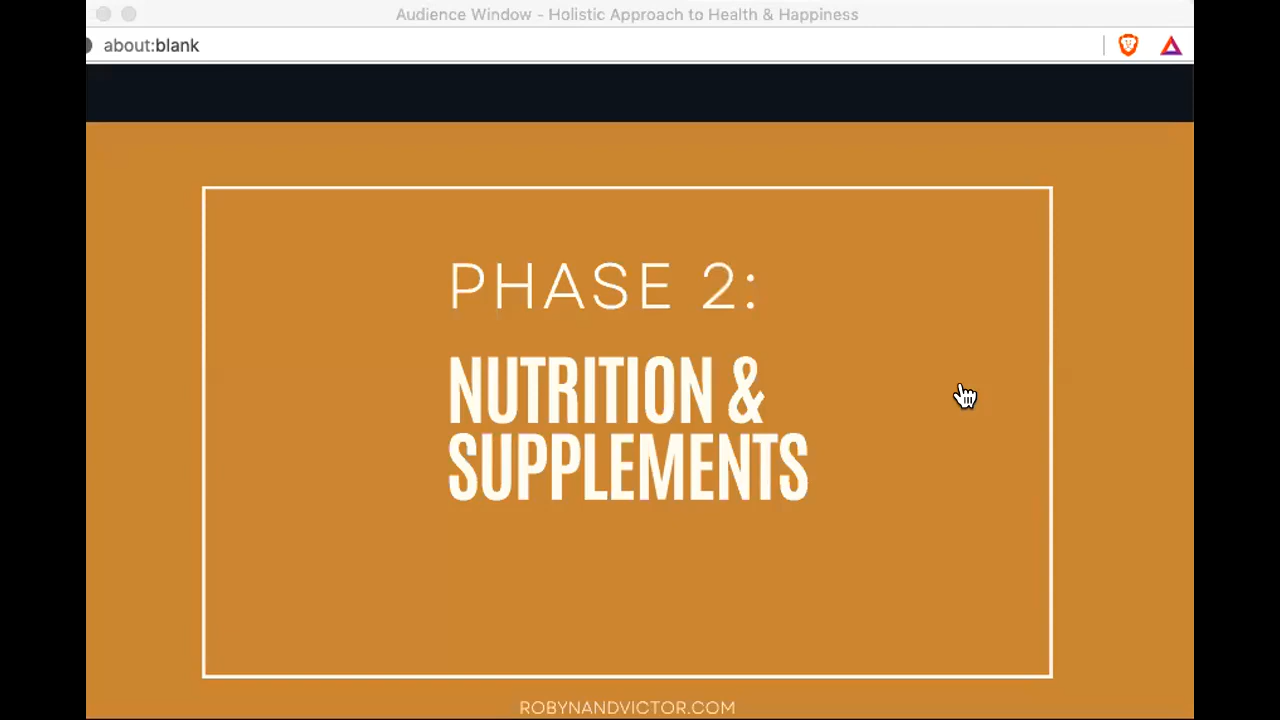 Audience Window - Holistic Approach to Health & Happiness
about:blank
PHASE 2:
NUTRITION &
SUPPLEMENTS
ROBYNANDVICTOR.COM